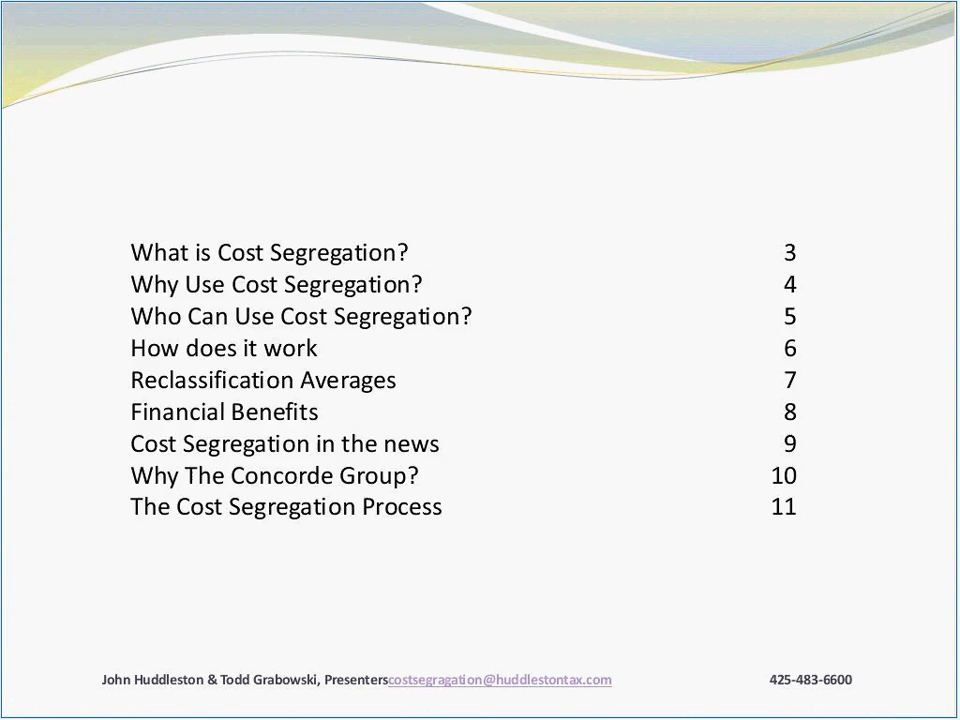 What is Cost Segregation? 3
Why Use Cost Segregation? 4
Who Can Use Cost Segregation? 5
How does it work 6
Reclassification Averages 7
Financial Benefits 8
Cost Segregation in the news 9
Why The Concorde Group? 10
The Cost Segregation Process 11
John Huddleston & Todd Grabowski, Presenterscostsegragation@huddlestontax.com 425-483-6600